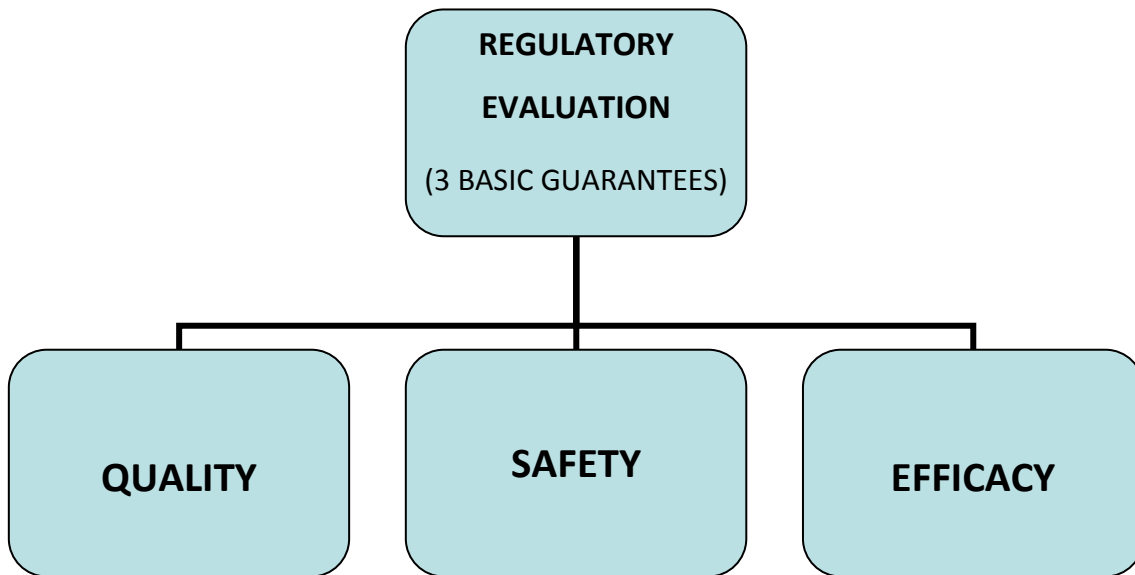 REGULATORY
EVALUATION
(3 BASIC GUARANTEES)
QUALITY
SAFETY
EFFICACY